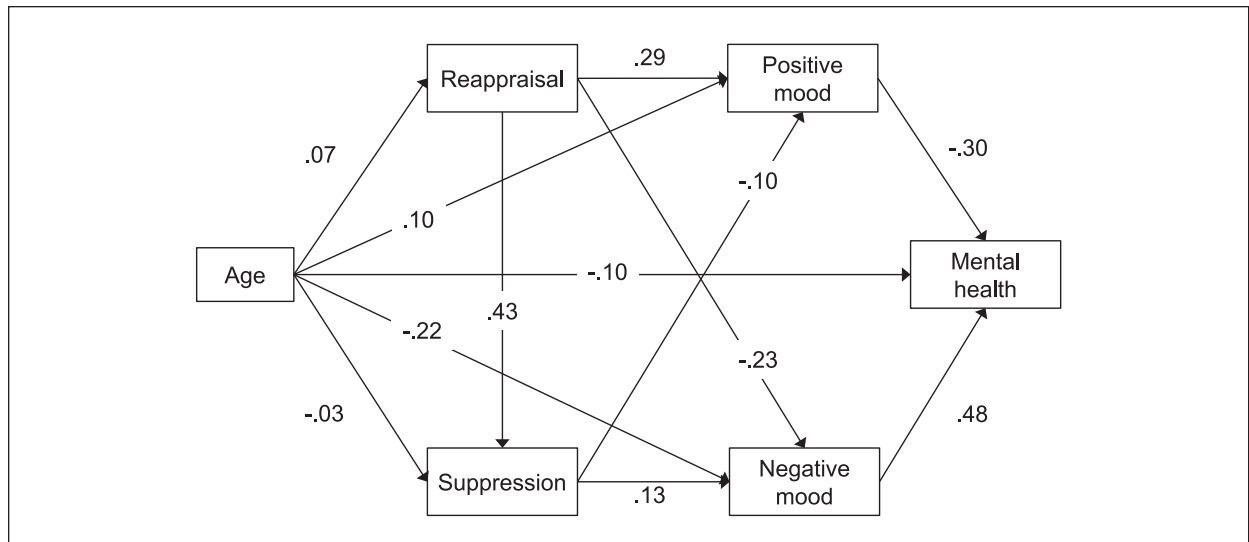 .29
Reappraisal
Positive
mood
.07
-.30
-.10
.10
Age
-.10
Mental
health
.43
-.22
-.23
-.03
.48
Suppression
.13
Negative
mood